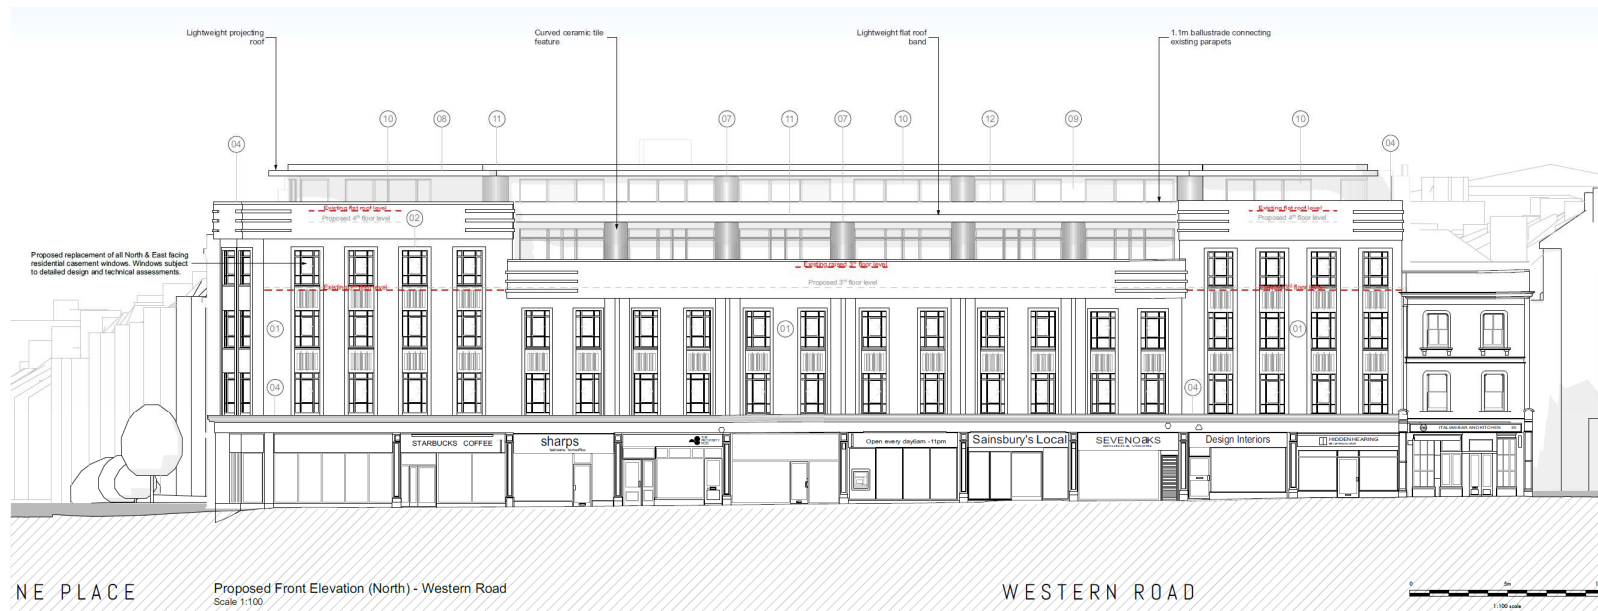 Lightweight projecting
roof
Curved ceramic tile
feature
Lightweight flat roof
band
1.1m ballustrade connecting
existing parapets
10
08
11
07
11
07
10
12
09
10
04
04
Existing flat roof level
Proposed 4th floor level
02
Existing flat roof level
Proposed 4th floor level
Proposed replacement of all North & East facing
residential casement windows. Windows subject
to detailed design and technical assessments.
Existing raised 3rd floor level
Proposed 3rd floor level
01
01
01
04
04
STARBUCKS COFFEE
sharps
Open every day 6am - 11pm
Sainsbury's Local
SEVENOAKS
Design Interiors
HIDDEN HEARING
ITALIAN BAR AND KITCHEN
NE PLACE
Proposed Front Elevation (North) - Western Road
Scale 1:100
WESTERN ROAD
0
5m
1:100 scale